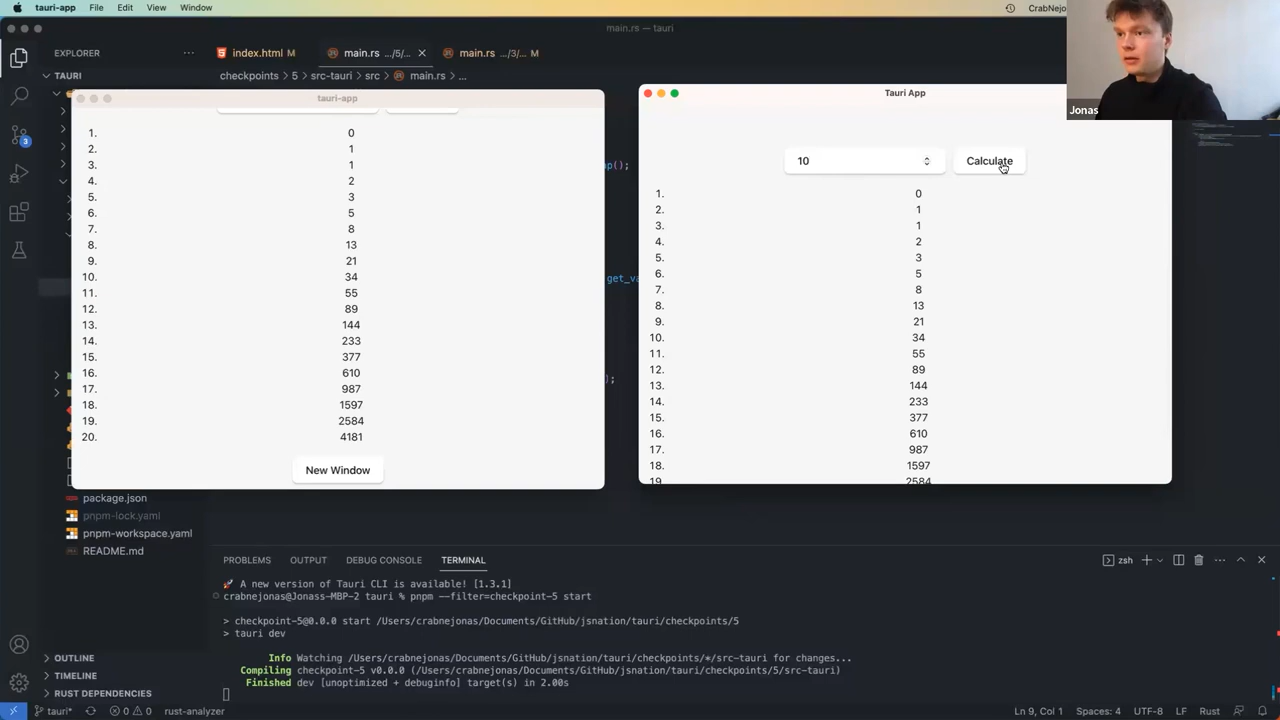 tauri-app File Edit View Window CrabNejo
main.rs — tauri
EXPLORER
index.html M
main.rs .../5/...
main.rs .../3/... M
TAURI
checkpoints > 5 > src-tauri > src > main.rs > ...
Jonas
tauri-app
1. 0
2. 1
3. 1
4. 2
5. 3
6. 5
7. 8
8. 13
9. 21
10. 34
11. 55
12. 89
13. 144
14. 233
15. 377
16. 610
17. 987
18. 1597
19. 2584
20. 4181
New Window
Tauri App
10
Calculate
1. 0
2. 1
3. 1
4. 2
5. 3
6. 5
7. 8
8. 13
9. 21
10. 34
11. 55
12. 89
13. 144
14. 233
15. 377
16. 610
17. 987
18. 1597
19. 2584
3
p();
get_va
);
package.json
pnpm-lock.yaml
pnpm-workspace.yaml
README.md
OUTLINE
TIMELINE
RUST DEPENDENCIES
PROBLEMS OUTPUT DEBUG CONSOLE TERMINAL
zsh
A new version of Tauri CLI is available! [1.3.1]
crabnejonas@Jonass-MBP-2 tauri % pnpm --filter=checkpoint-5 start
> checkpoint-5@0.0.0 start /Users/crabnejonas/Documents/GitHub/jsnation/tauri/checkpoints/5
> tauri dev
Info Watching /Users/crabnejonas/Documents/GitHub/jsnation/tauri/checkpoints/*/src-tauri for changes...
Compiling checkpoint-5 v0.0.0 (/Users/crabnejonas/Documents/GitHub/jsnation/tauri/checkpoints/5/src-tauri)
Finished dev [unoptimized + debuginfo] target(s) in 2.00s
tauri* 0 0 rust-analyzer
Ln 9, Col 1 Spaces: 4 UTF-8 LF Rust